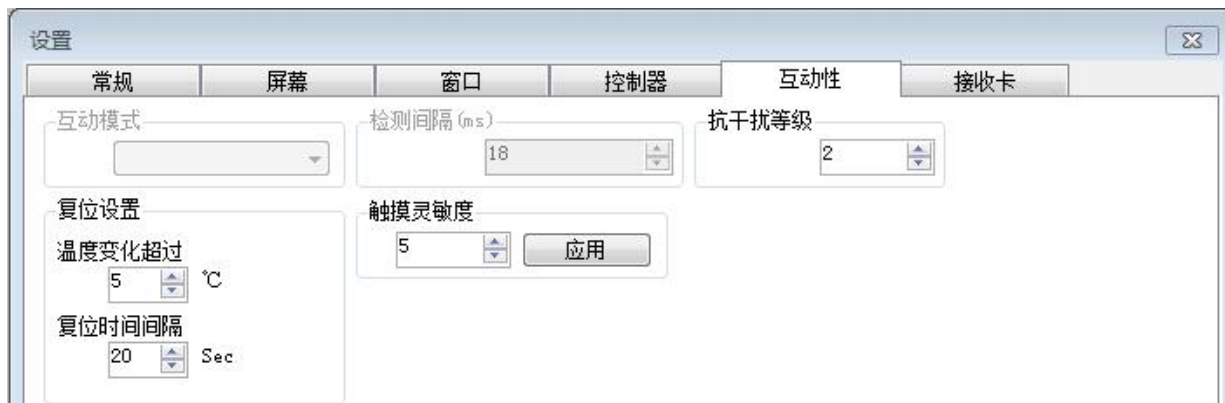 设置
常规 屏幕 窗口 控制器 互动性 接收卡
互动模式 检测间隔(ms) 抗干扰等级
18 2
复位设置 触摸灵敏度
温度变化超过 5 应用
5 ℃
复位时间间隔
20 Sec